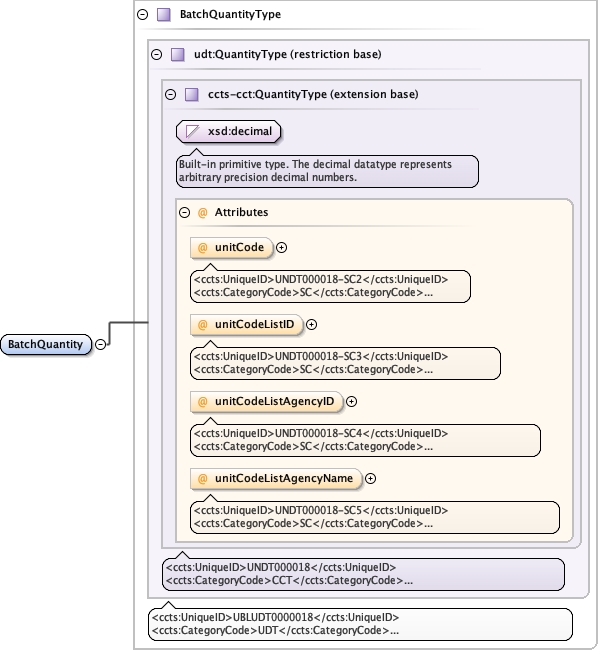 BatchQuantityType
udt:QuantityType (restriction base)
ccts-cct:QuantityType (extension base)
xsd:decimal
Built-in primitive type. The decimal datatype represents
arbitrary precision decimal numbers.
@ Attributes
@ unitCode
<ccts:UniqueID>UNDT000018-SC2</ccts:UniqueID>
<ccts:CategoryCode>SC</ccts:CategoryCode>...
@ unitCodeListID
<ccts:UniqueID>UNDT000018-SC3</ccts:UniqueID>
<ccts:CategoryCode>SC</ccts:CategoryCode>...
@ unitCodeListAgencyID
<ccts:UniqueID>UNDT000018-SC4</ccts:UniqueID>
<ccts:CategoryCode>SC</ccts:CategoryCode>...
@ unitCodeListAgencyName
<ccts:UniqueID>UNDT000018-SC5</ccts:UniqueID>
<ccts:CategoryCode>SC</ccts:CategoryCode>...
BatchQuantity
<ccts:UniqueID>UNDT000018</ccts:UniqueID>
<ccts:CategoryCode>CCT</ccts:CategoryCode>...
<ccts:UniqueID>UBLUDT0000018</ccts:UniqueID>
<ccts:CategoryCode>UDT</ccts:CategoryCode>...